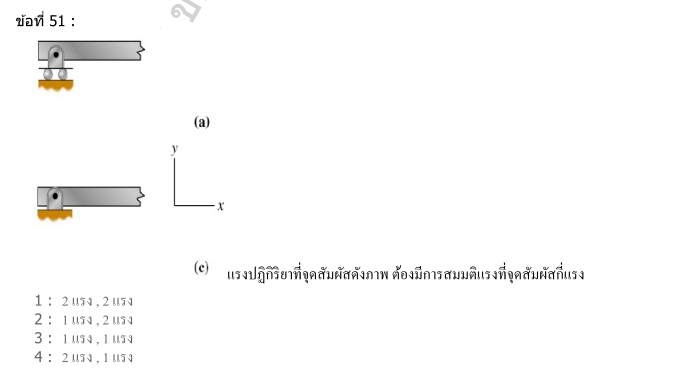 ข้อที่ 51 :
(a)
y
x
(c) แรงปฏิกิริยาที่จุดสัมผัสดังภาพ ต้องมีการสมมติแรงที่จุดสัมผัสกี่แรง
1 : 2 แรง , 2 แรง
2 : 1 แรง , 2 แรง
3 : 1 แรง , 1 แรง
4 : 2 แรง , 1 แรง